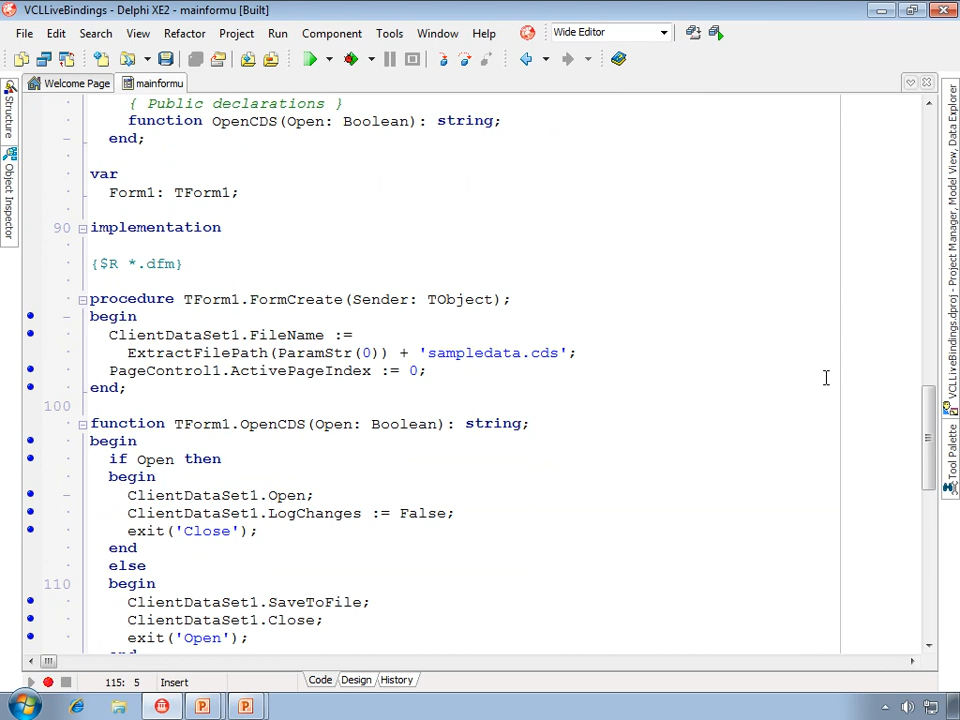 VCLLiveBindings - Delphi XE2 - mainformu [Built]
File Edit Search View Refactor Project Run Component Tools Window Help Wide Editor
Welcome Page mainformu
Structure
Object Inspector
VCLLiveBindings.dproj - Project Manager, Model View, Data Explorer
Tool Palette
{ Public declarations }
function OpenCDS(Open: Boolean): string;
end;
var
Form1: TForm1;
90 implementation
{$R *.dfm}
procedure TForm1.FormCreate(Sender: TObject);
begin
ClientDataSet1.FileName :=
ExtractFilePath(ParamStr(0)) + 'sampledata.cds';
PageControl1.ActivePageIndex := 0;
end;
100
function TForm1.OpenCDS(Open: Boolean): string;
begin
if Open then
begin
ClientDataSet1.Open;
ClientDataSet1.LogChanges := False;
exit('Close');
end
else
110 begin
ClientDataSet1.SaveToFile;
ClientDataSet1.Close;
exit('Open');
115: 5 Insert Code Design History